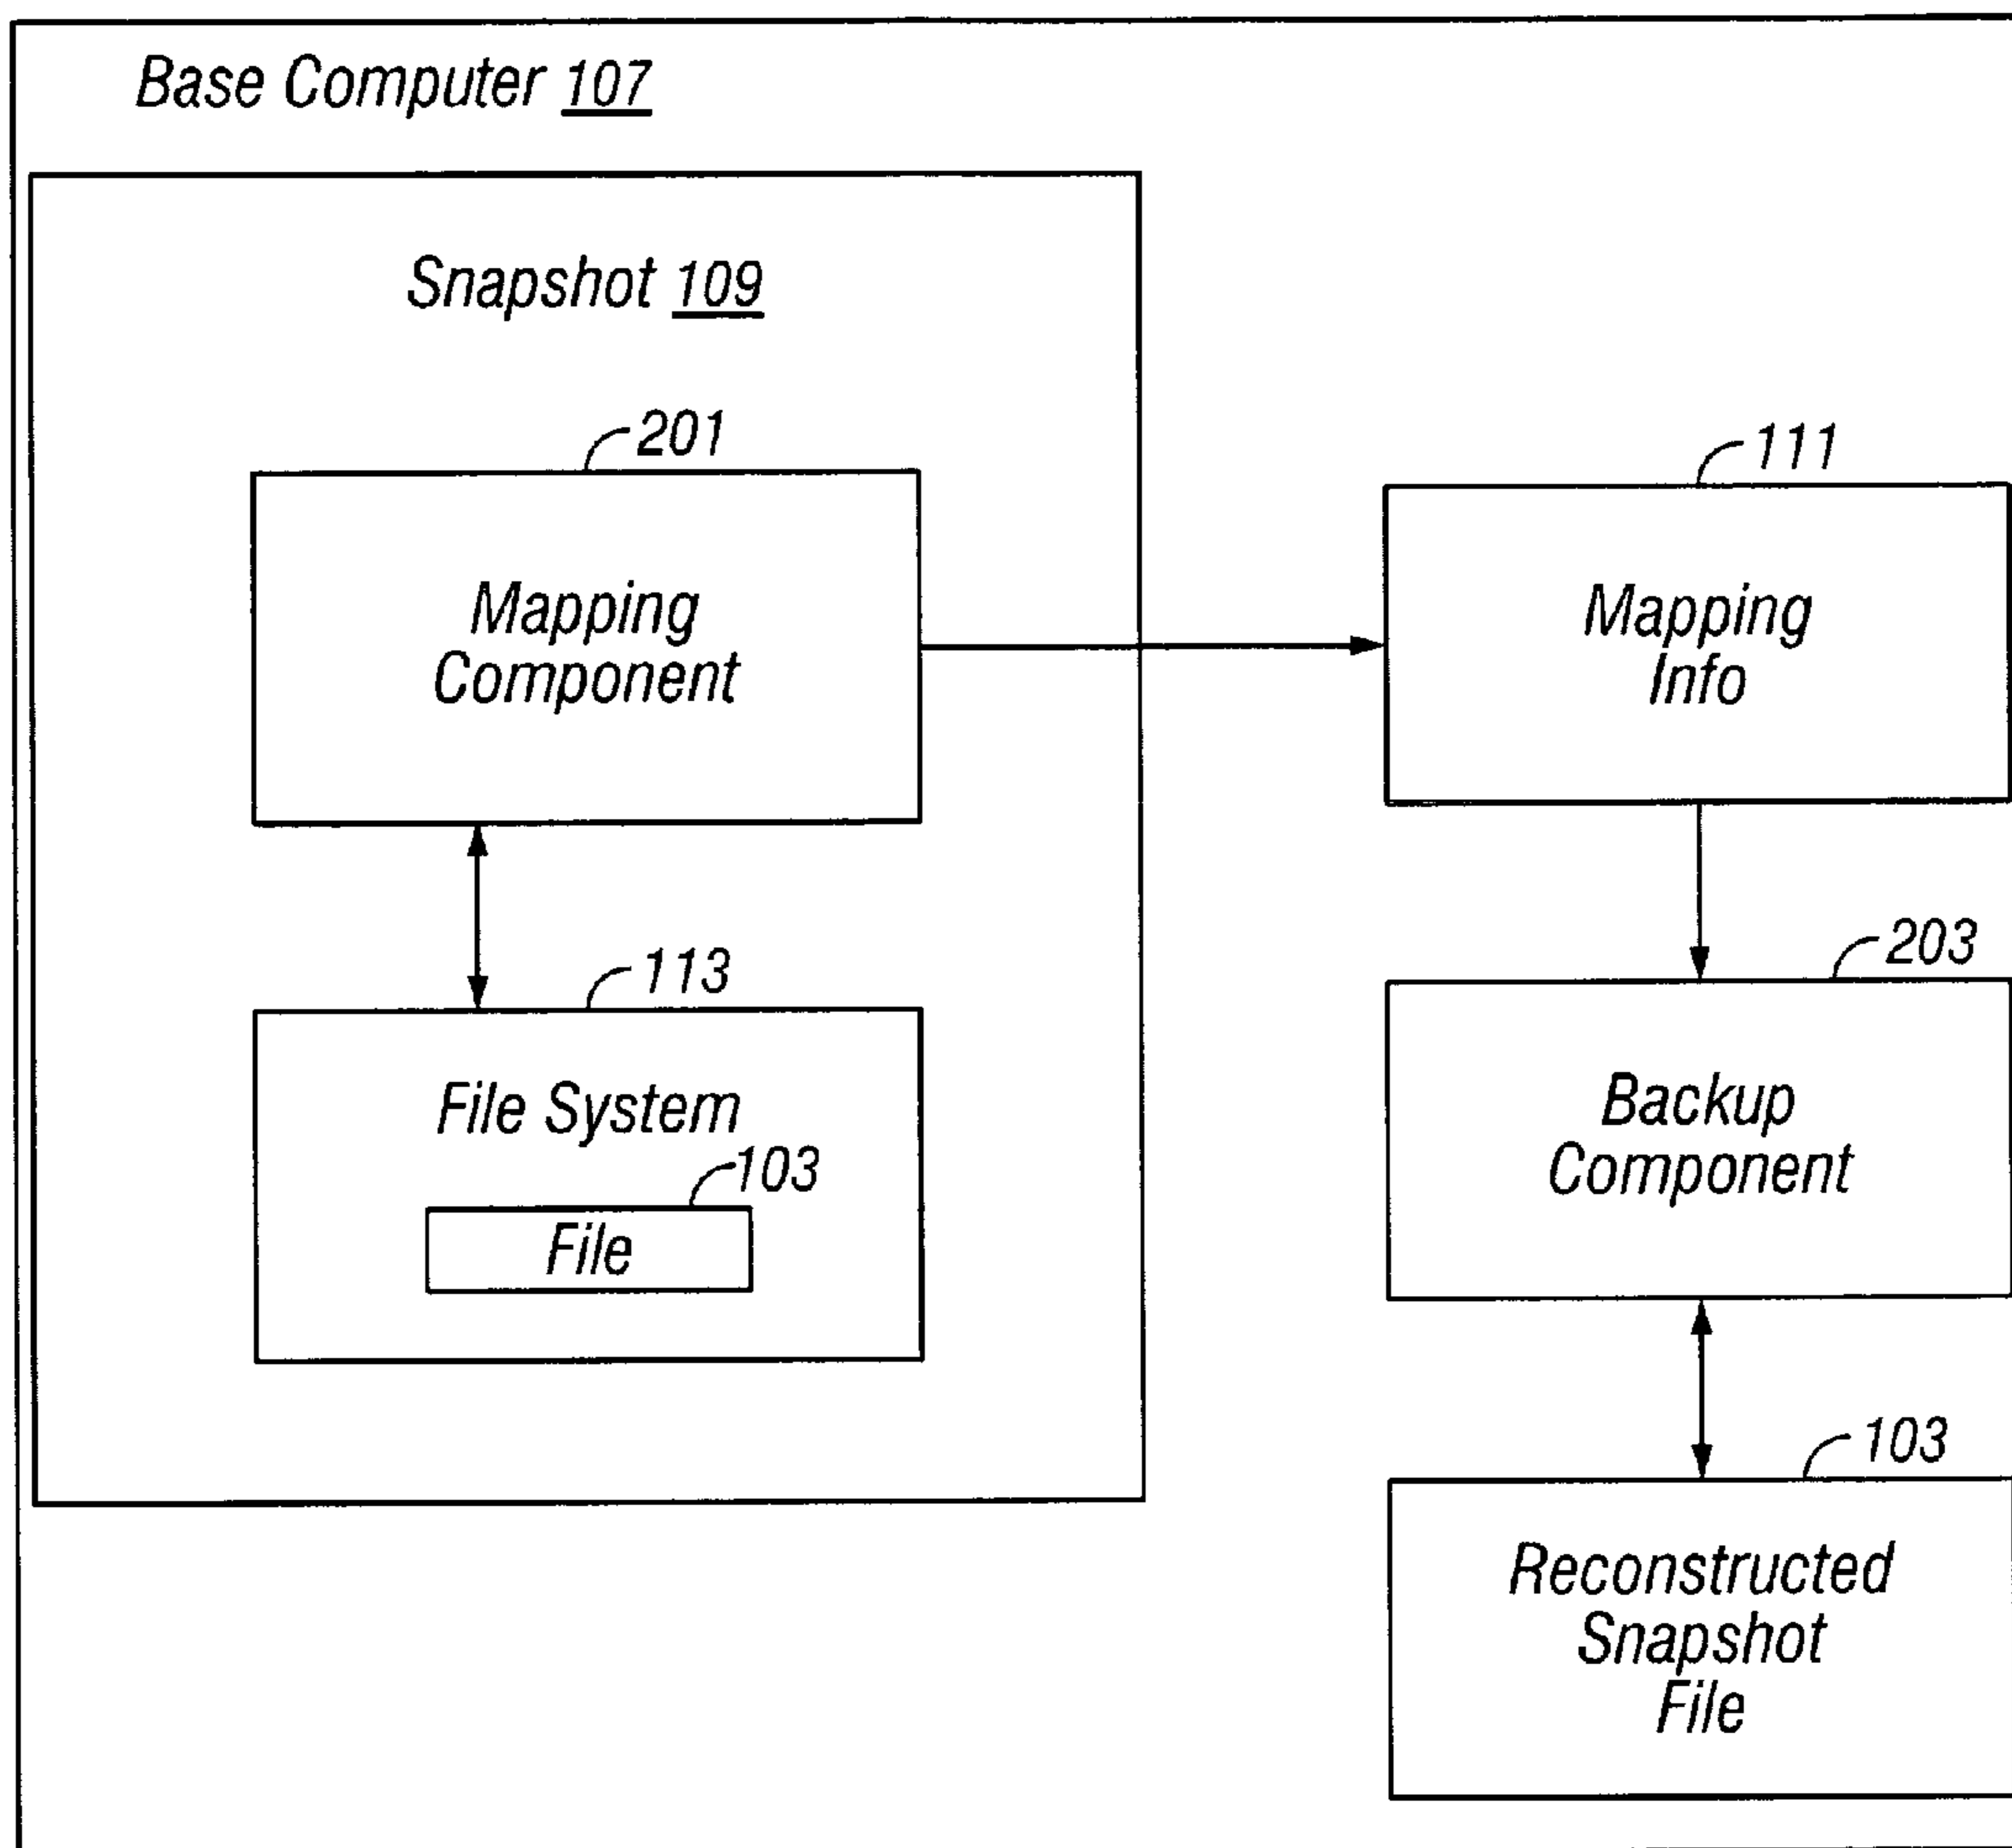 Base Computer 107
Snapshot 109
201
Mapping
Component
113
File System
103
File
111
Mapping
Info
203
Backup
Component
103
Reconstructed
Snapshot
File